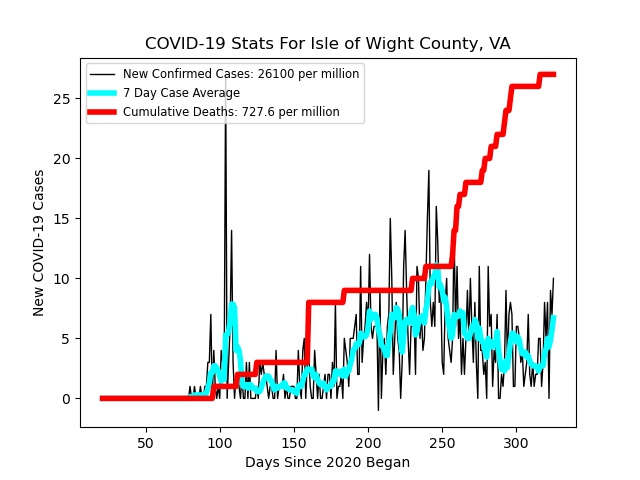 COVID-19 Stats For Isle of Wight County, VA
New Confirmed Cases: 26100 per million
7 Day Case Average
Cumulative Deaths: 727.6 per million
New COVID-19 Cases
25
20
15
10
5
0
50 100 150 200 250 300
Days Since 2020 Began